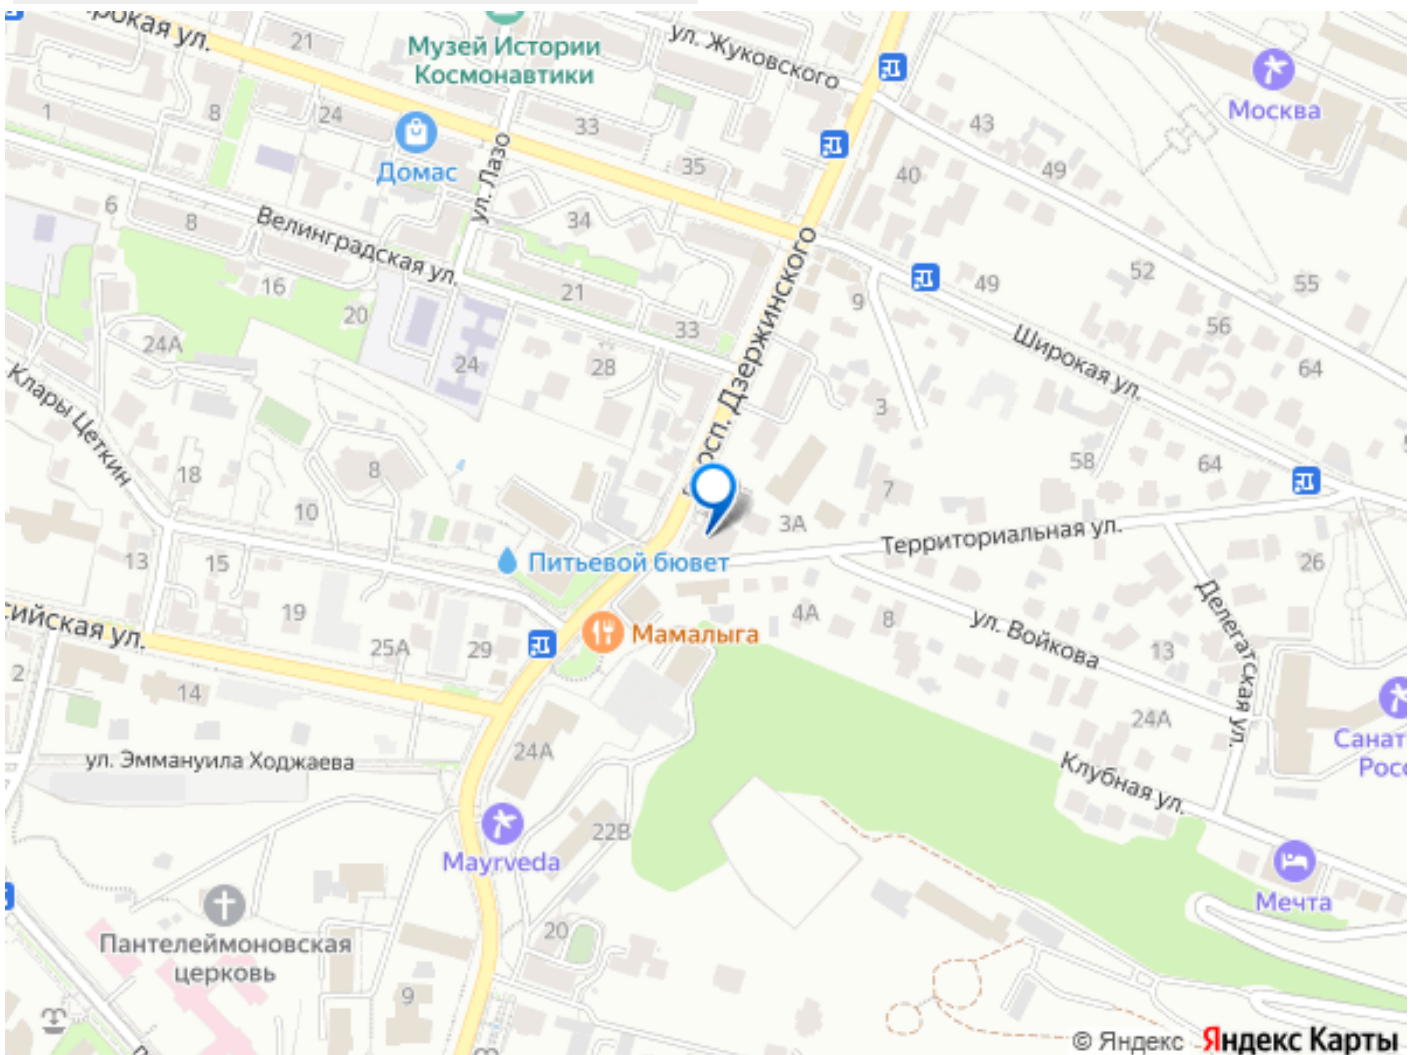 рокая ул.
21
Музей Истории
Космонавтики
ул. Жуковского
Москва
1
8
24
Домас
33
ул. Лазо
35
43
49
40
6
8
Велинградская ул.
34
16
20
21
33
24А
24
28
просп. Дзержинского
9
49
52
55
56
64
Широкая ул.
Клары Цеткин
18
8
10
3
58
64
7
3А
Территориальная ул.
13
15
Питьевой бювет
26
19
Мамалыга
4А
8
ул. Войкова
Делегатская ул.
13
сийская ул.
25А
29
2
14
24А
24А
Санат
Росс
ул. Эммануила Ходжаева
Клубная ул.
22В
Mayrveda
Мечта
Пантелеймоновская
церковь
20
9
© Яндекс Яндекс Карты